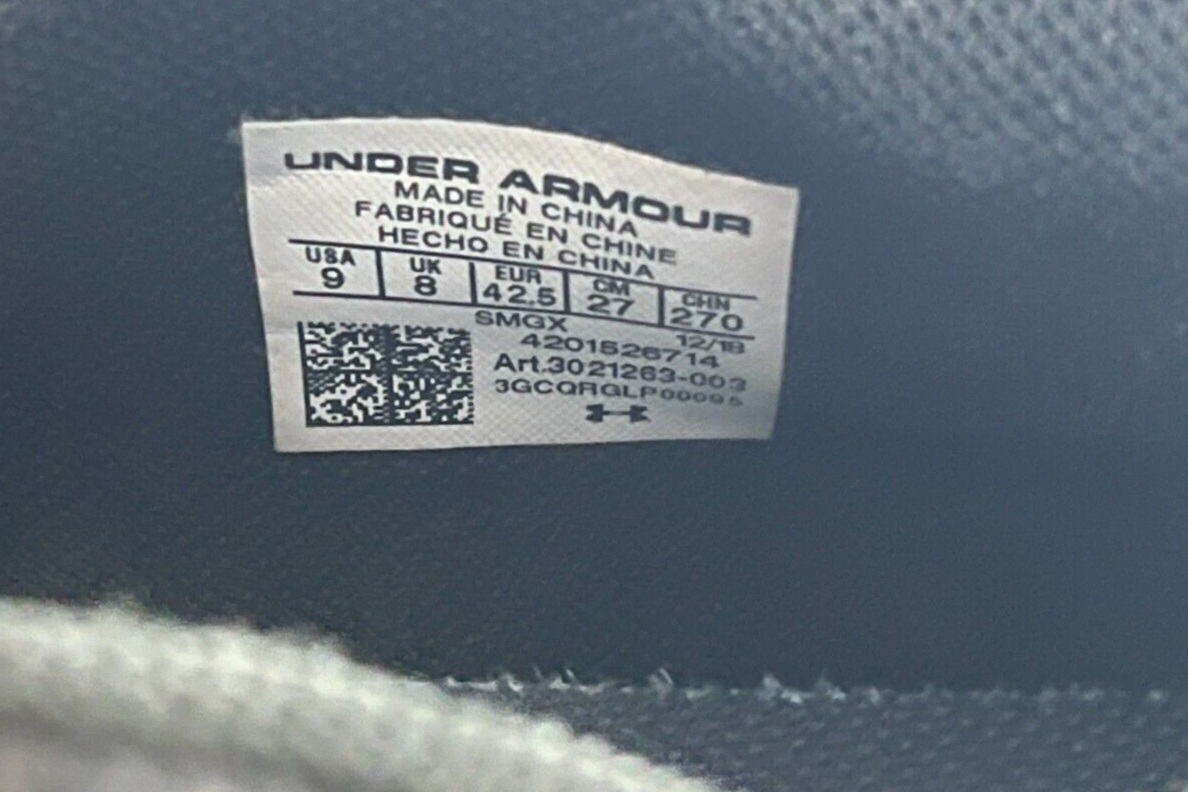 UNDER ARMOUR
MADE IN CHINA
FABRIQUÉ EN CHINE
HECHO EN CHINA
USA UK EUR CM CHN
9 8 42.5 27 270
SMGX 12/18
4201526714
Art.3021263-003
3GCQRGLP00095